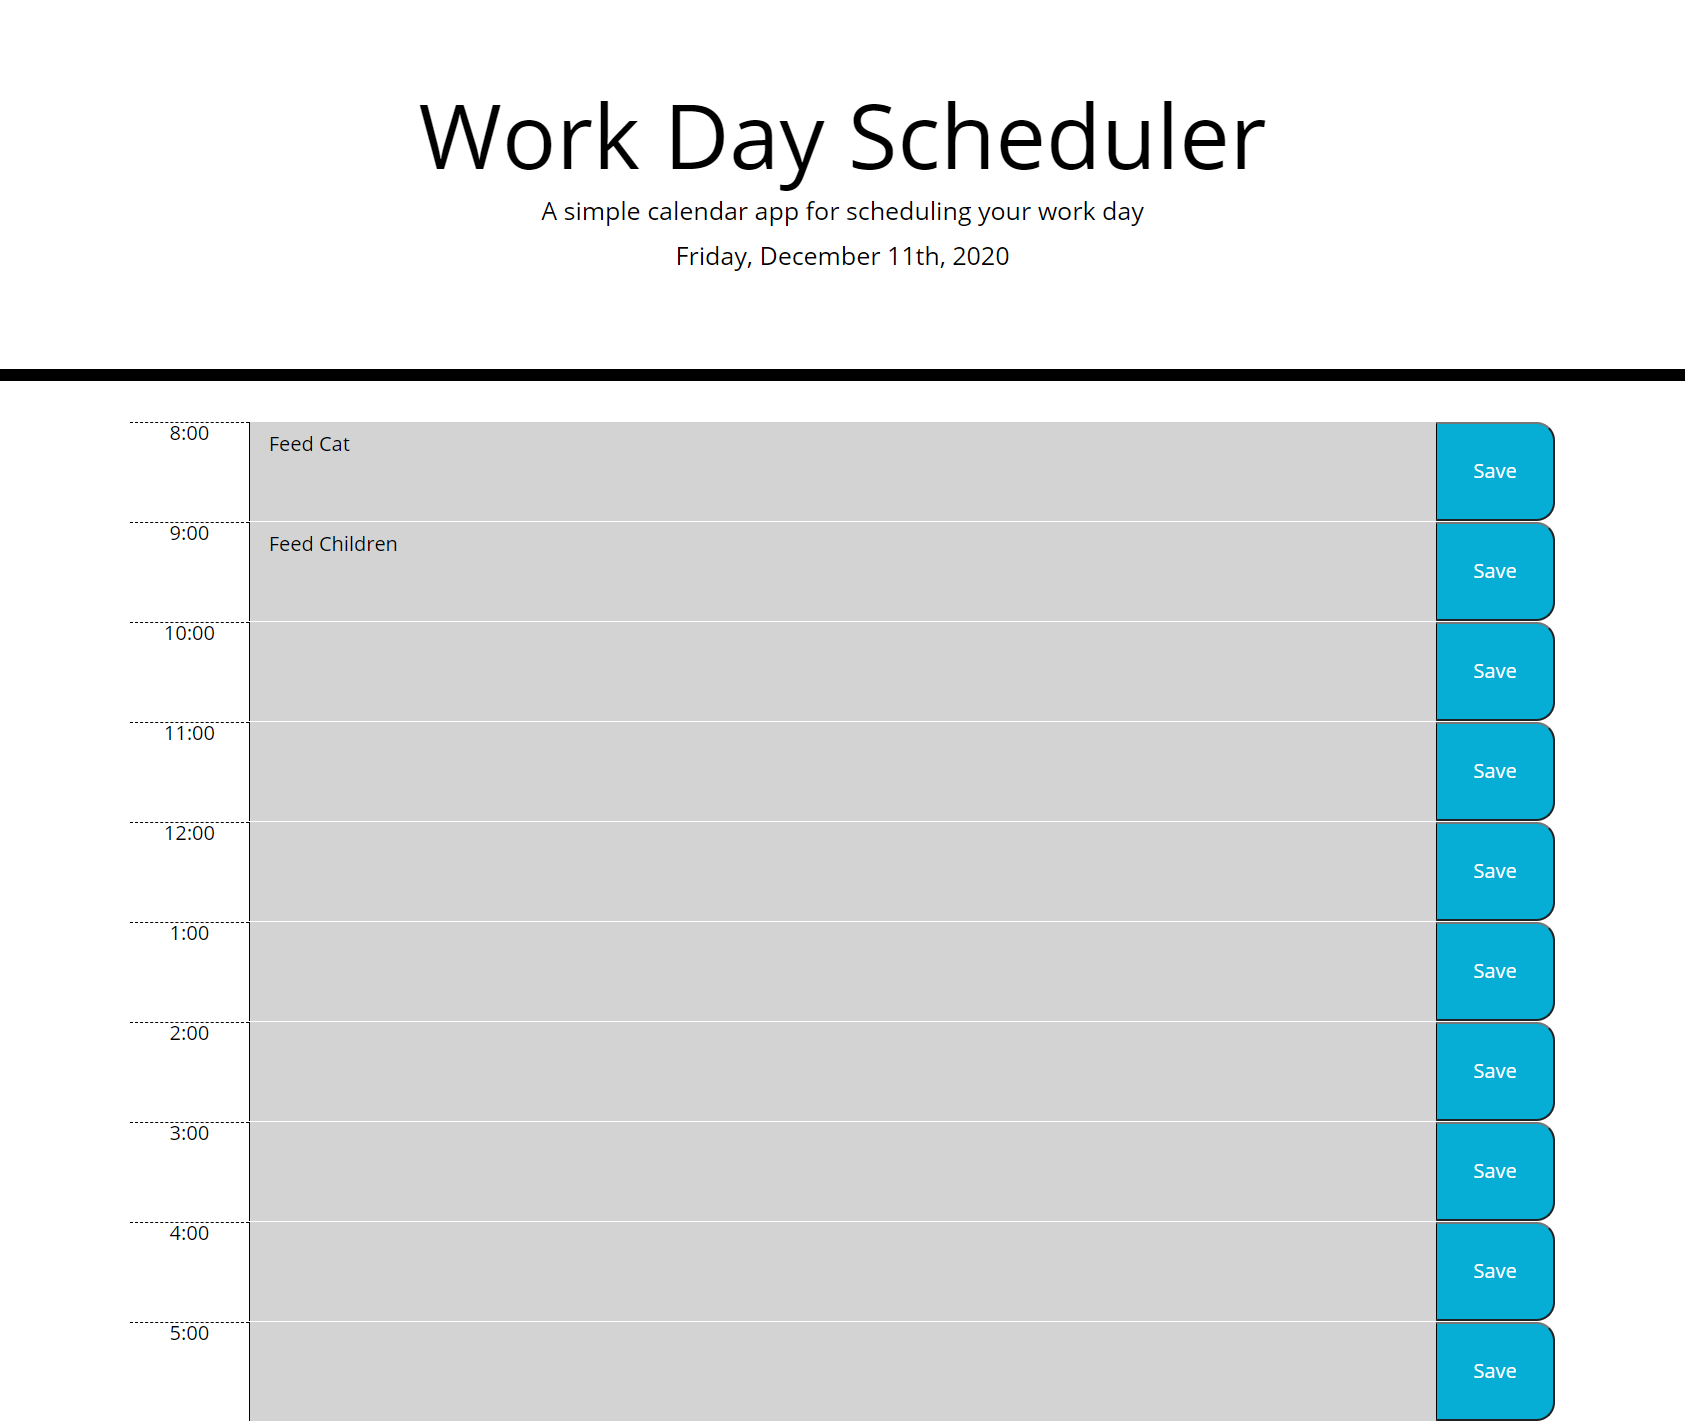 Work Day Scheduler
A simple calendar app for scheduling your work day
Friday, December 11th, 2020
8:00 Feed Cat Save
9:00 Feed Children Save
10:00 Save
11:00 Save
12:00 Save
1:00 Save
2:00 Save
3:00 Save
4:00 Save
5:00 Save